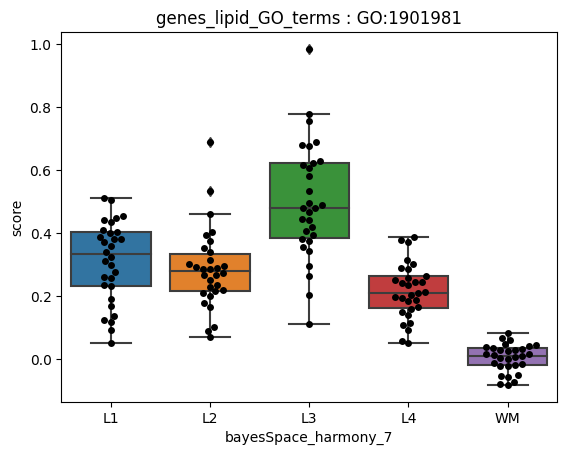 genes_lipid_GO_terms : GO:1901981
score
1.0
0.8
0.6
0.4
0.2
0.0
L1 L2 L3 L4 WM
bayesSpace_harmony_7